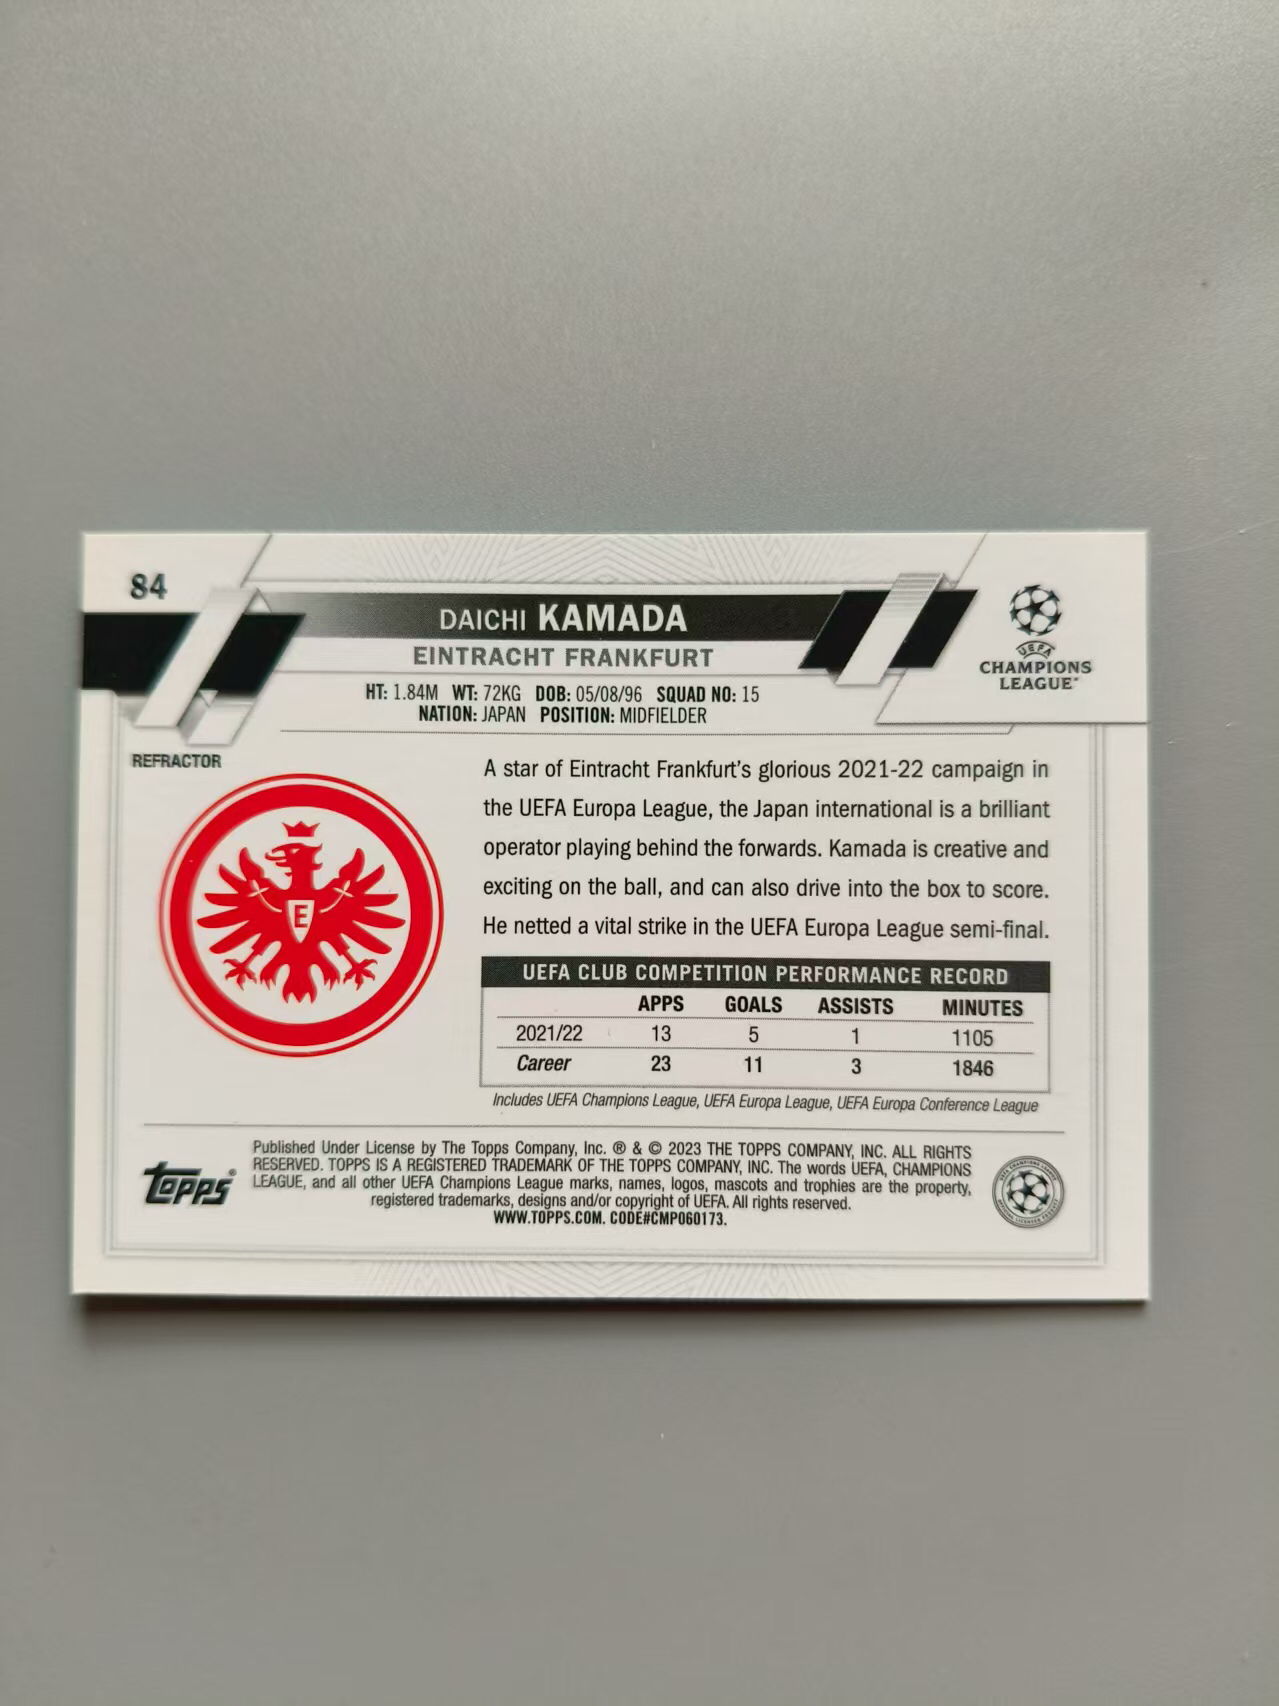 84
DAICHI KAMADA
EINTRACHT FRANKFURT
HT: 1.84M WT: 72KG DOB: 05/08/96 SQUAD NO: 15
NATION: JAPAN POSITION: MIDFIELDER
UEFA
CHAMPIONS
LEAGUE
REFRACTOR
E
A star of Eintracht Frankfurt's glorious 2021-22 campaign in
the UEFA Europa League, the Japan international is a brilliant
operator playing behind the forwards. Kamada is creative and
exciting on the ball, and can also drive into the box to score.
He netted a vital strike in the UEFA Europa League semi-final.
UEFA CLUB COMPETITION PERFORMANCE RECORD
APPS GOALS ASSISTS MINUTES
2021/22 13 5 1 1105
Career 23 11 3 1846
Includes UEFA Champions League, UEFA Europa League, UEFA Europa Conference League
Topps®
Published Under License by The Topps Company, Inc. ® & © 2023 THE TOPPS COMPANY, INC. ALL RIGHTS
RESERVED. TOPPS IS A REGISTERED TRADEMARK OF THE TOPPS COMPANY, INC. The words UEFA, CHAMPIONS
LEAGUE, and all other UEFA Champions League marks, names, logos, mascots and trophies are the property,
registered trademarks, designs and/or copyright of UEFA. All rights reserved.
WWW.TOPPS.COM. CODE#CMP060173.